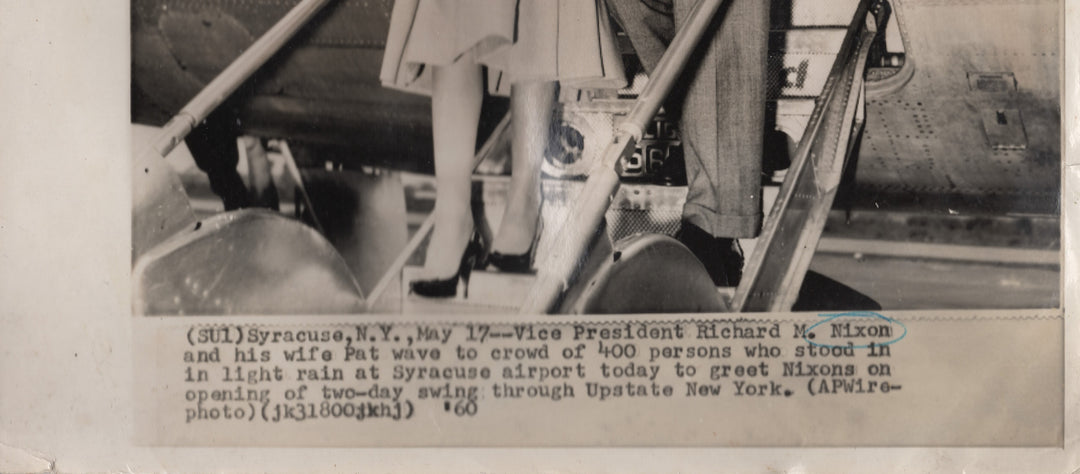 d
56
(SU1)Syracuse,N.Y.,May 17--Vice President Richard M. Nixon
and his wife Pat wave to crowd of 400 persons who stood in
in light rain at Syracuse airport today to greet Nixons on
opening of two-day swing through Upstate New York. (APWire-
photo)(jk31800jkhj) '60